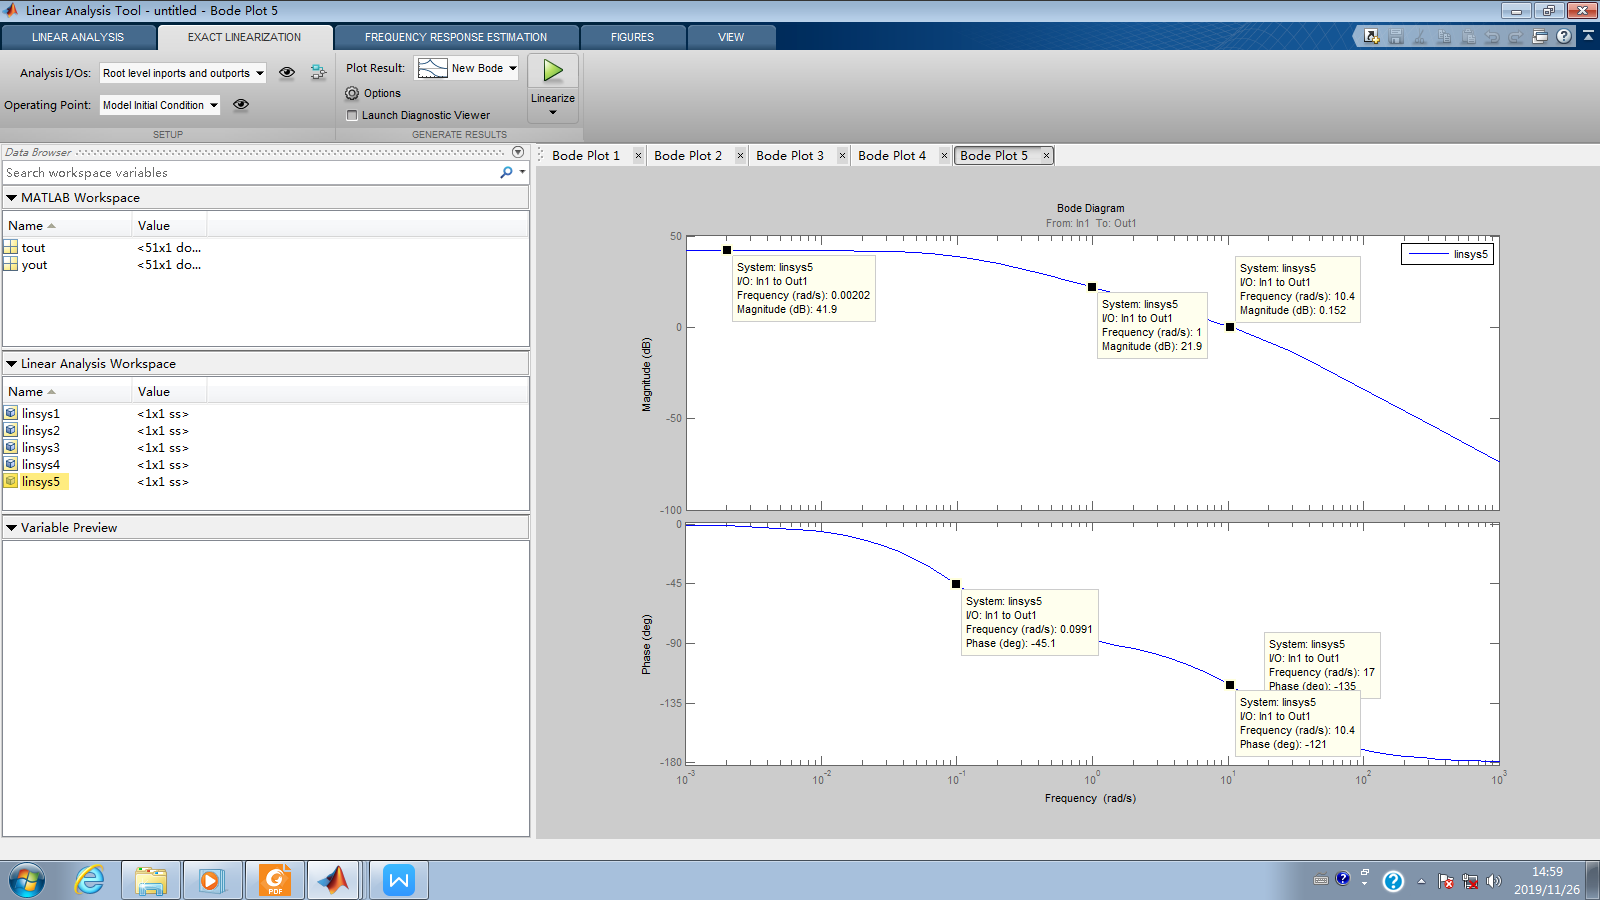 Linear Analysis Tool - untitled - Bode Plot 5
LINEAR ANALYSIS
EXACT LINEARIZATION
FREQUENCY RESPONSE ESTIMATION
FIGURES
VIEW
Analysis I/Os:
Root level inports and outports
Operating Point:
Model Initial Condition
SETUP
Plot Result:
New Bode
Options
Launch Diagnostic Viewer
GENERATE RESULTS
Linearize
Data Browser
Search workspace variables
MATLAB Workspace
Name Value
tout <51x1 do...
yout <51x1 do...
Linear Analysis Workspace
Name Value
linsys1 <1x1 ss>
linsys2 <1x1 ss>
linsys3 <1x1 ss>
linsys4 <1x1 ss>
linsys5 <1x1 ss>
Variable Preview
Bode Plot 1
Bode Plot 2
Bode Plot 3
Bode Plot 4
Bode Plot 5
Bode Diagram
From: In1 To: Out1
linsys5
Magnitude (dB)
50
0
-50
-100
System: linsys5
I/O: In1 to Out1
Frequency (rad/s): 0.00202
Magnitude (dB): 41.9
System: linsys5
I/O: In1 to Out1
Frequency (rad/s): 1
Magnitude (dB): 21.9
System: linsys5
I/O: In1 to Out1
Frequency (rad/s): 10.4
Magnitude (dB): 0.152
Phase (deg)
0
-45
-90
-135
-180
System: linsys5
I/O: In1 to Out1
Frequency (rad/s): 0.0991
Phase (deg): -45.1
System: linsys5
I/O: In1 to Out1
Frequency (rad/s): 17
Phase (deg): -135
System: linsys5
I/O: In1 to Out1
Frequency (rad/s): 10.4
Phase (deg): -121
10^-3 10^-2 10^-1 10^0 10^1 10^2 10^3
Frequency (rad/s)
PDF
W
14:59
2019/11/26